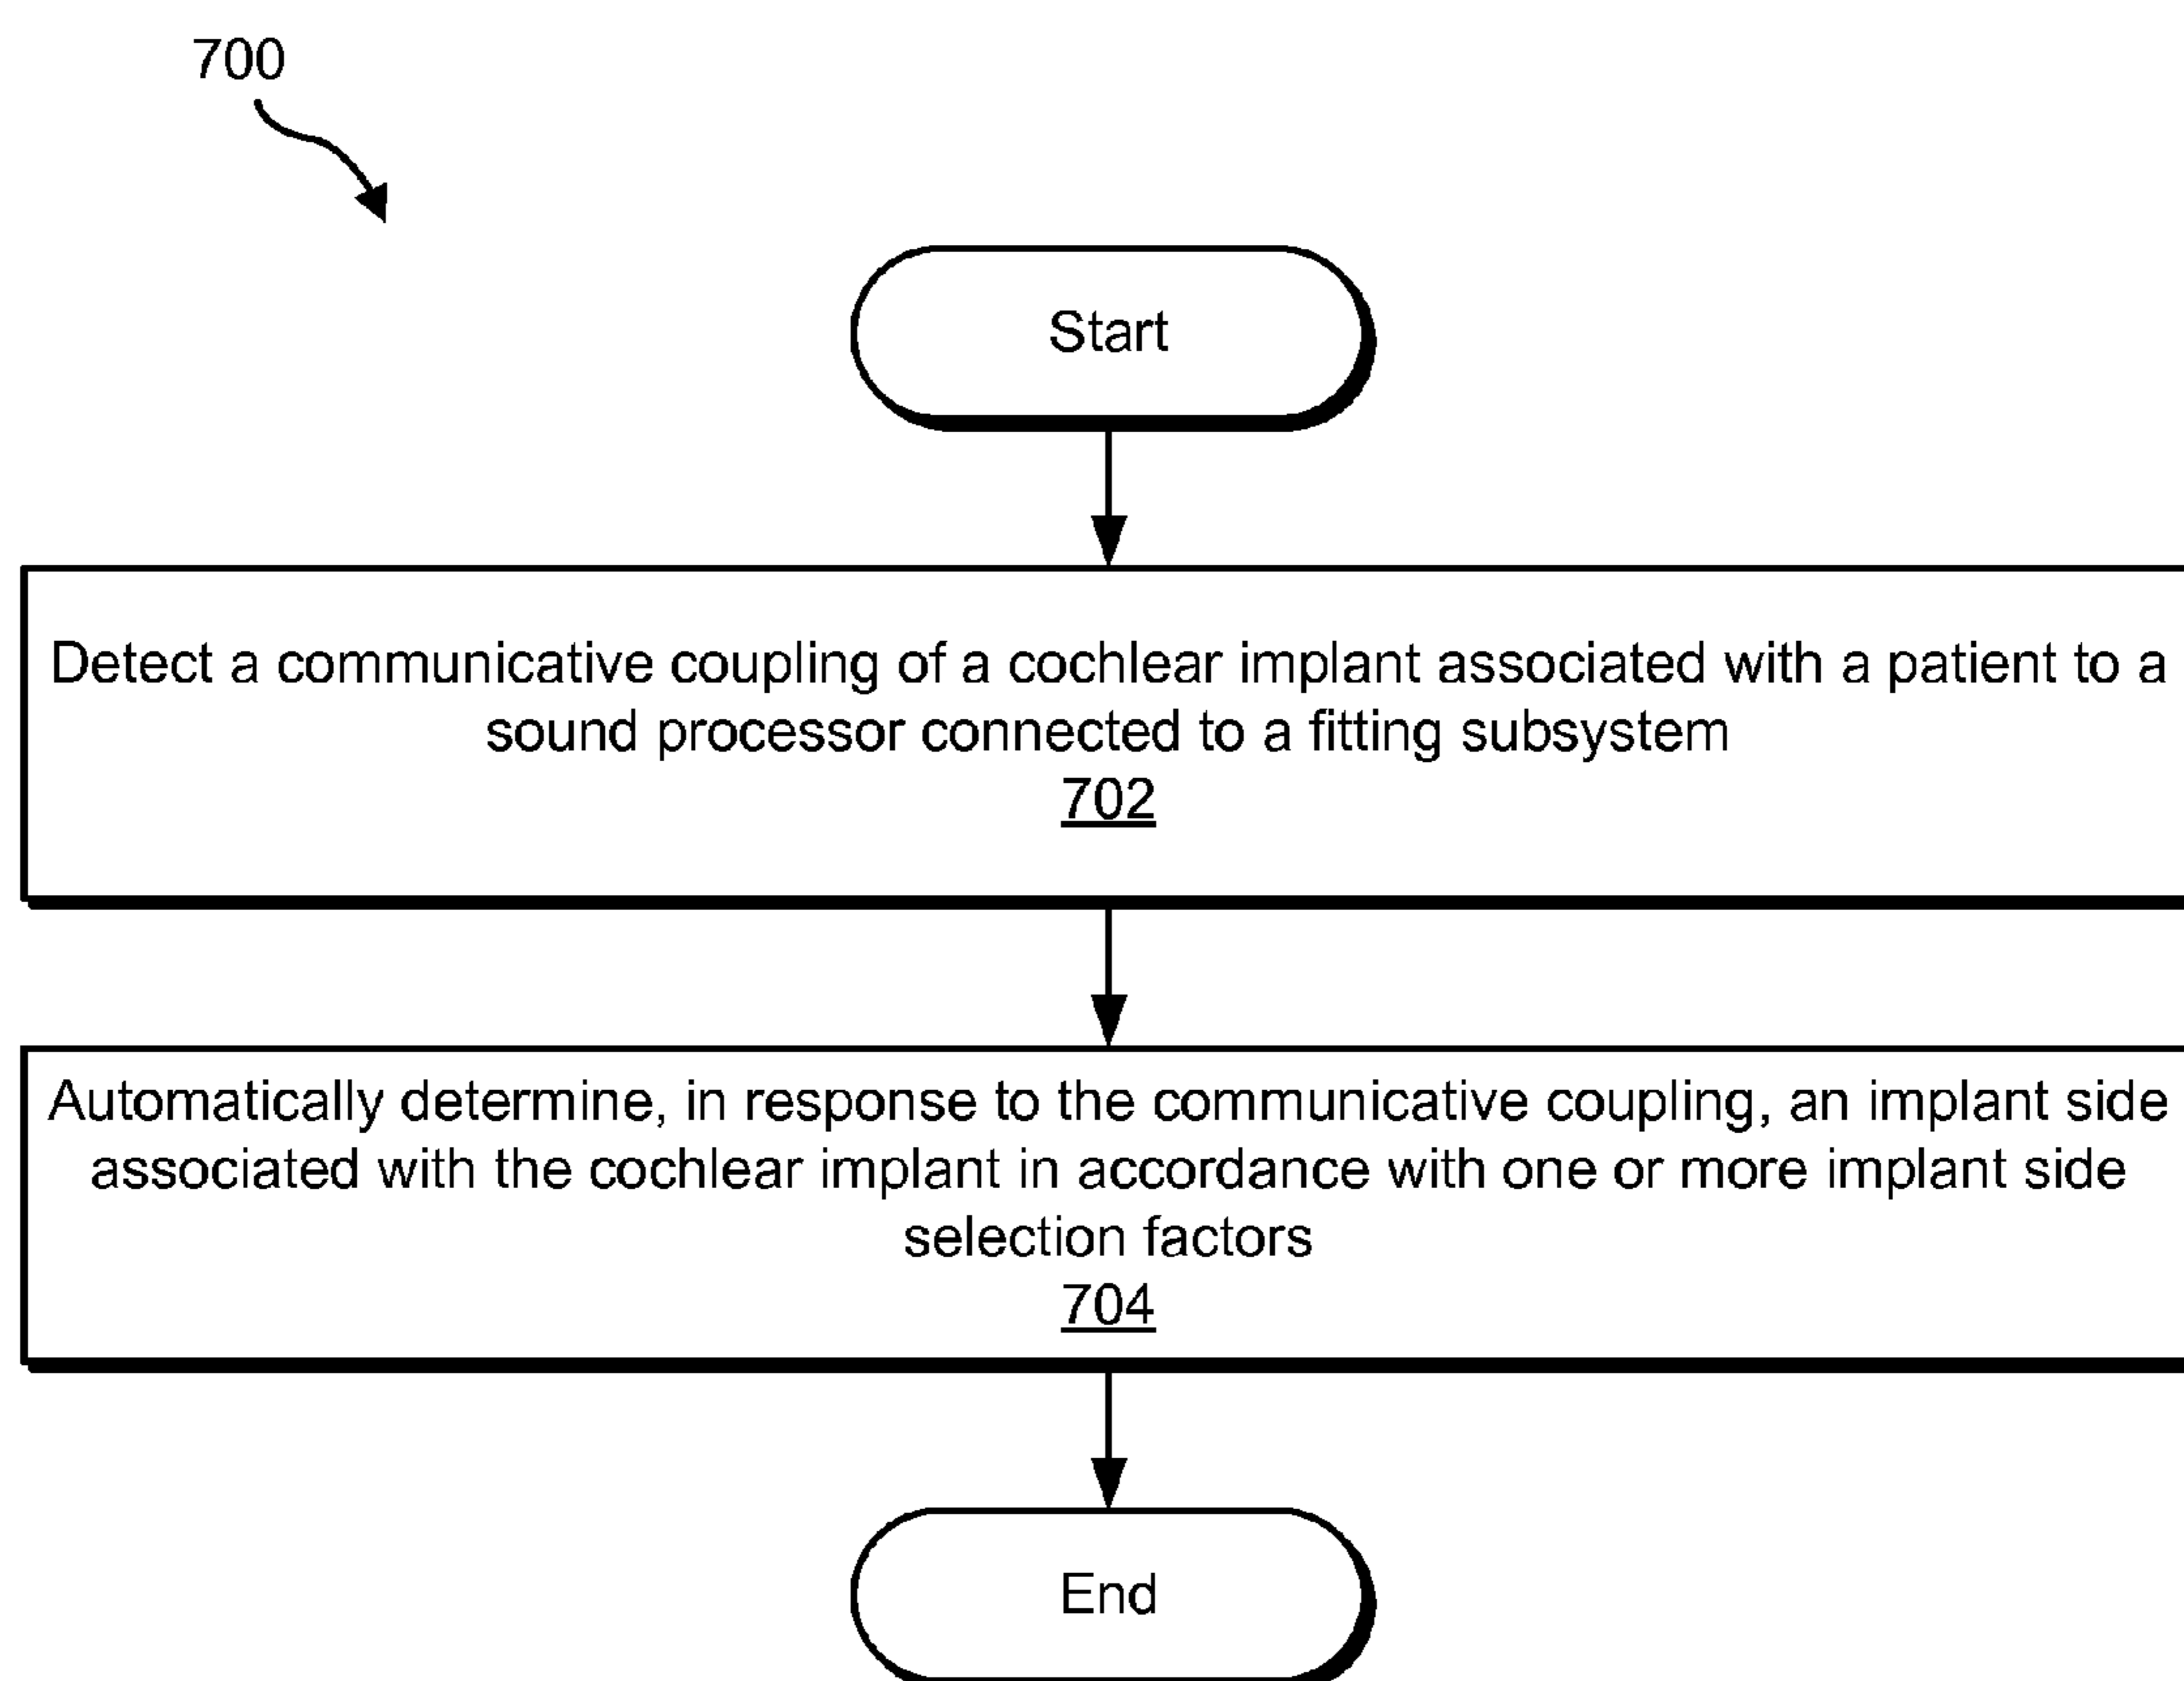 700
Start
Detect a communicative coupling of a cochlear implant associated with a patient to a
sound processor connected to a fitting subsystem
702
Automatically determine, in response to the communicative coupling, an implant side
associated with the cochlear implant in accordance with one or more implant side
selection factors
704
End